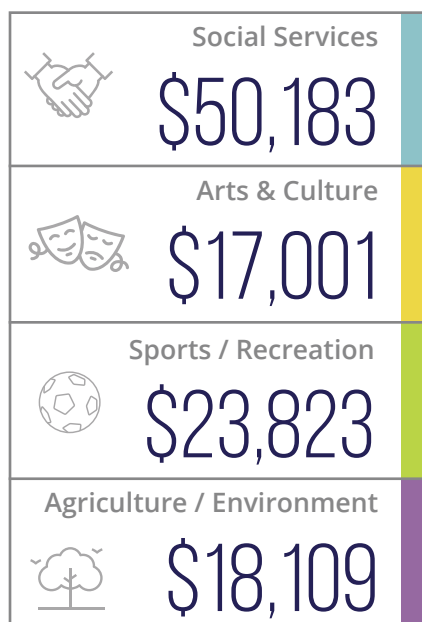 Social Services
$50,183
Arts & Culture
$17,001
Sports / Recreation
$23,823
Agriculture / Environment
$18,109